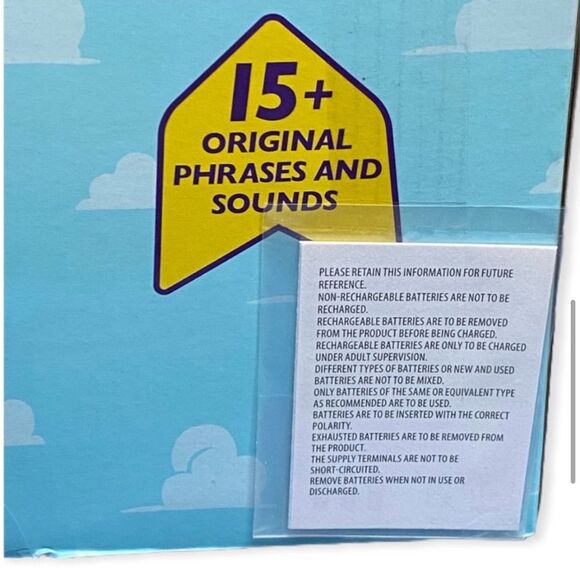 15+
ORIGINAL
PHRASES AND
SOUNDS
PLEASE RETAIN THIS INFORMATION FOR FUTURE
REFERENCE.
NON-RECHARGEABLE BATTERIES ARE NOT TO BE
RECHARGED.
RECHARGEABLE BATTERIES ARE TO BE REMOVED
FROM THE PRODUCT BEFORE BEING CHARGED.
RECHARGEABLE BATTERIES ARE ONLY TO BE CHARGED
UNDER ADULT SUPERVISION.
DIFFERENT TYPES OF BATTERIES OR NEW AND USED
BATTERIES ARE NOT TO BE MIXED.
ONLY BATTERIES OF THE SAME OR EQUIVALENT TYPE
AS RECOMMENDED ARE TO BE USED.
BATTERIES ARE TO BE INSERTED WITH THE CORRECT
POLARITY.
EXHAUSTED BATTERIES ARE TO BE REMOVED FROM
THE PRODUCT.
THE SUPPLY TERMINALS ARE NOT TO BE
SHORT-CIRCUITED.
REMOVE BATTERIES WHEN NOT IN USE OR
DISCHARGED.